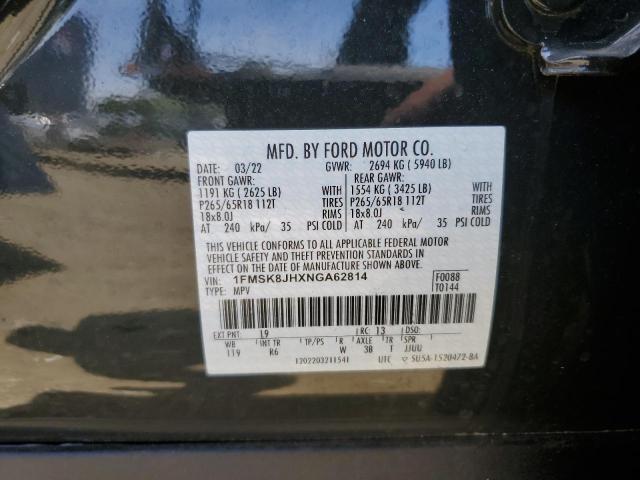 MFD. BY FORD MOTOR CO.
DATE: 03/22 GVWR: 2694 KG ( 5940 LB)
FRONT GAWR: REAR GAWR:
1191 KG ( 2625 LB) WITH 1554 KG ( 3425 LB) WITH
P265/65R18 112T TIRES P265/65R18 112T TIRES
18x8.0J RIMS 18x8.0J RIMS
AT 240 kPa/ 35 PSI COLD AT 240 kPa/ 35 PSI COLD
THIS VEHICLE CONFORMS TO ALL APPLICABLE FEDERAL MOTOR
VEHICLE SAFETY AND THEFT PREVENTION STANDARDS IN
EFFECT ON THE DATE OF MANUFACTURE SHOWN ABOVE.
VIN: 1FMSK8JHXNGA62814 F0088
TYPE: MPV T0144
EXT PNT: L9 RC: 13 DSO:
WB INT TR TP/PS R AXLE TR SPR
119 K6 W 38 T JJUU
1202203211541 UTC SU5A-1520472-BA